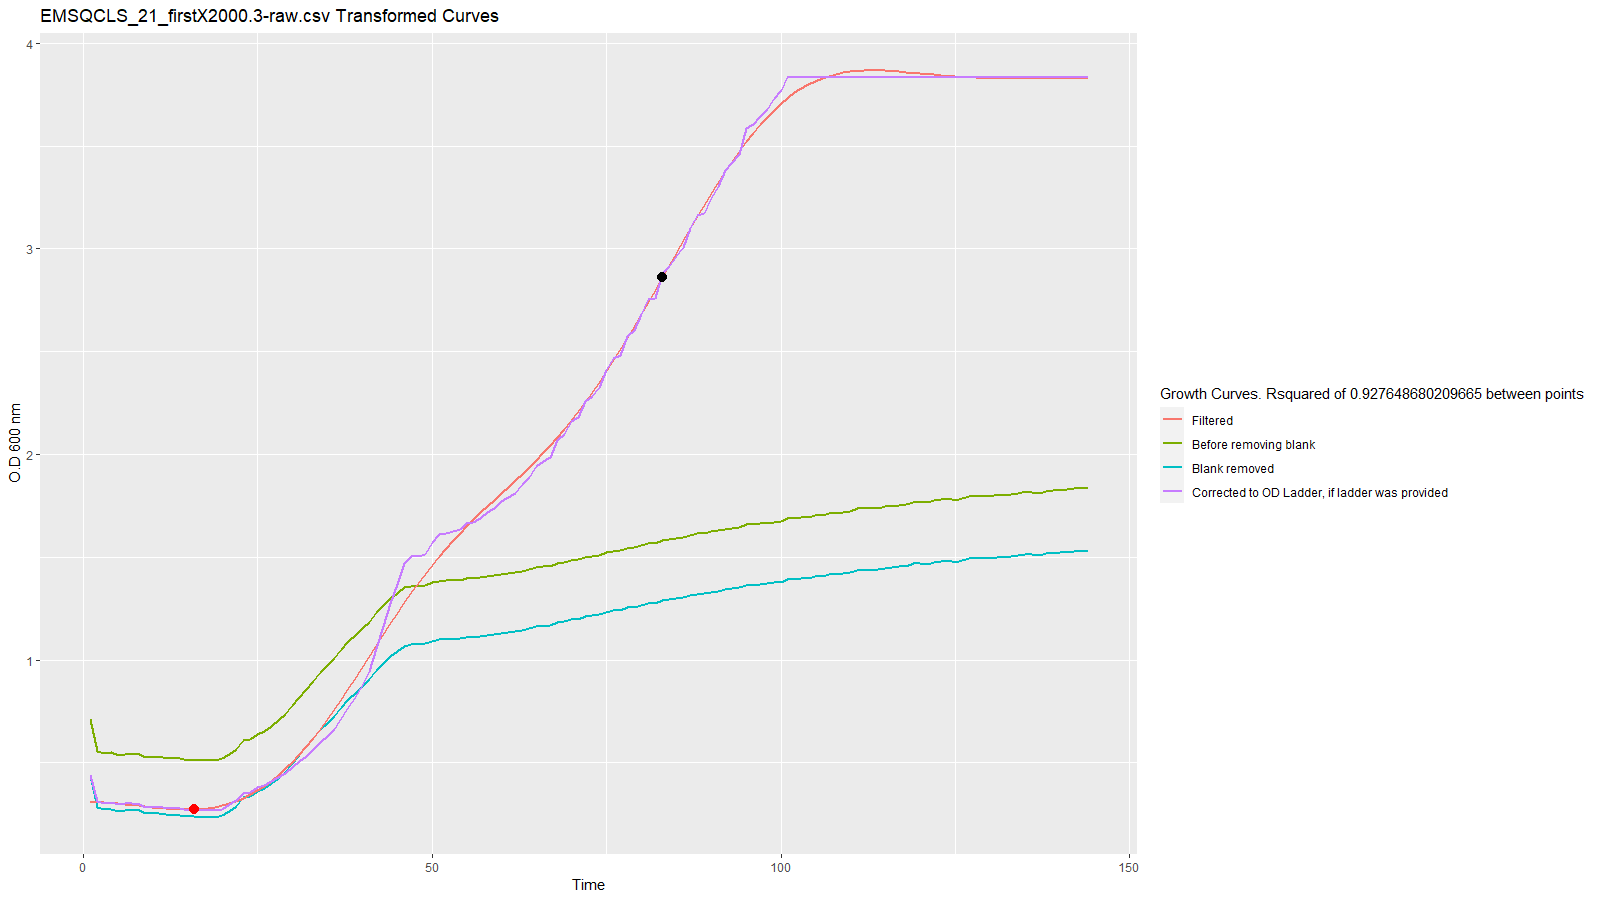 EMSQCLS_21_firstX2000.3-raw.csv Transformed Curves
4
3
2
1
O.D 600 nm
0
50
100
150
Time
Growth Curves. Rsquared of 0.927648680209665 between points
Filtered
Before removing blank
Blank removed
Corrected to OD Ladder, if ladder was provided